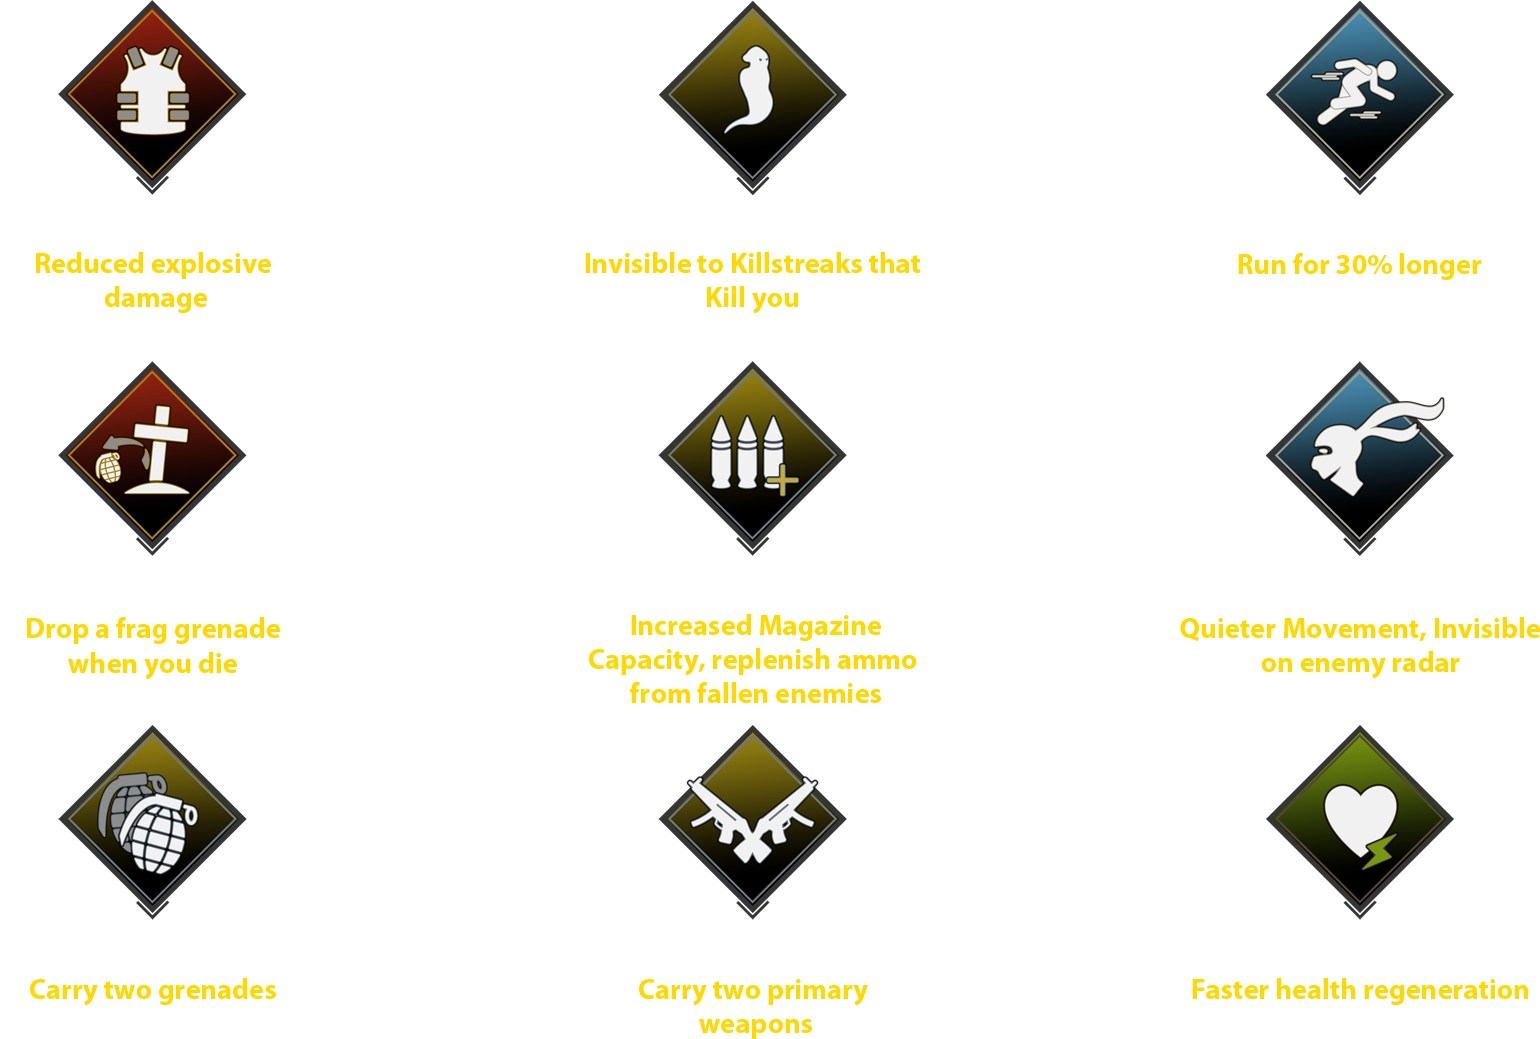 Reduced explosive
damage
Invisible to Killstreaks that
Kill you
Run for 30% longer
Drop a frag grenade
when you die
Increased Magazine
Capacity, replenish ammo
from fallen enemies
Quieter Movement, Invisible
on enemy radar
Carry two grenades
Carry two primary
weapons
Faster health regeneration